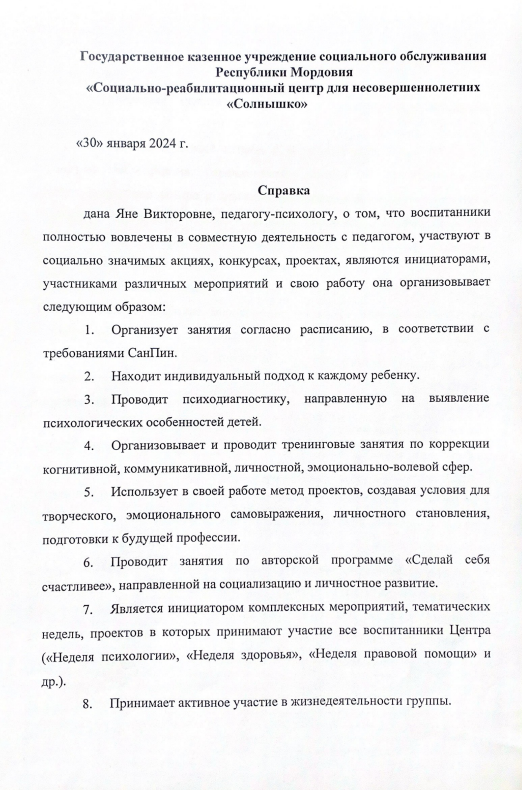 Государственное казенное учреждение социального обслуживания
Республики Мордовия
«Социально-реабилитационный центр для несовершеннолетних
«Солнышко»
«30» января 2024 г.
Справка
дана Яне Викторовне, педагогу-психологу, о том, что воспитанники
полностью вовлечены в совместную деятельность с педагогом, участвуют в
социально значимых акциях, конкурсах, проектах, являются инициаторами,
участниками различных мероприятий и свою работу она организовывает
следующим образом:
1. Организует занятия согласно расписанию, в соответствии с
требованиями СанПин.
2. Находит индивидуальный подход к каждому ребенку.
3. Проводит психодиагностику, направленную на выявление
психологических особенностей детей.
4. Организовывает и проводит тренинговые занятия по коррекции
когнитивной, коммуникативной, личностной, эмоционально-волевой сфер.
5. Использует в своей работе метод проектов, создавая условия для
творческого, эмоционального самовыражения, личностного становления,
подготовки к будущей профессии.
6. Проводит занятия по авторской программе «Сделай себя
счастливее», направленной на социализацию и личностное развитие.
7. Является инициатором комплексных мероприятий, тематических
недель, проектов в которых принимают участие все воспитанники Центра
(«Неделя психологии», «Неделя здоровья», «Неделя правовой помощи» и
др.).
8. Принимает активное участие в жизнедеятельности группы.